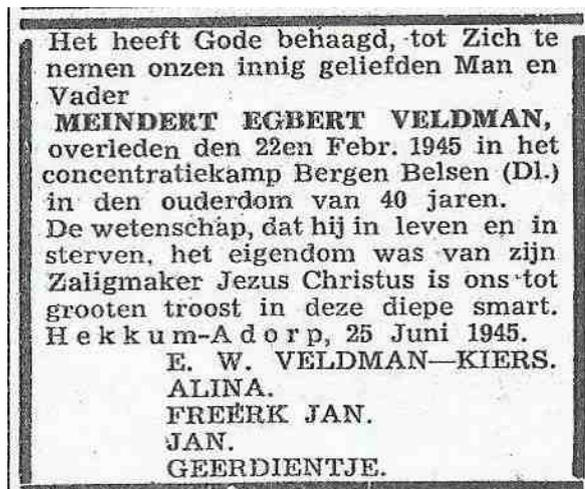 Het heeft Gode behaagd, tot Zich te
nemen onzen innig geliefden Man en
Vader
MEINDERT EGBERT VELDMAN,
overleden den 22en Febr. 1945 in het
concentratiekamp Bergen Belsen (Dl.)
in den ouderdom van 40 jaren.
De wetenschap, dat hij in leven en in
sterven, het eigendom was van zijn
Zaligmaker Jezus Christus is ons tot
grooten troost in deze diepe smart.
Hekkum-Adorp, 25 Juni 1945.
E. W. VELDMAN—KIERS.
ALINA.
FREERK JAN.
JAN.
GEERDIENTJE.